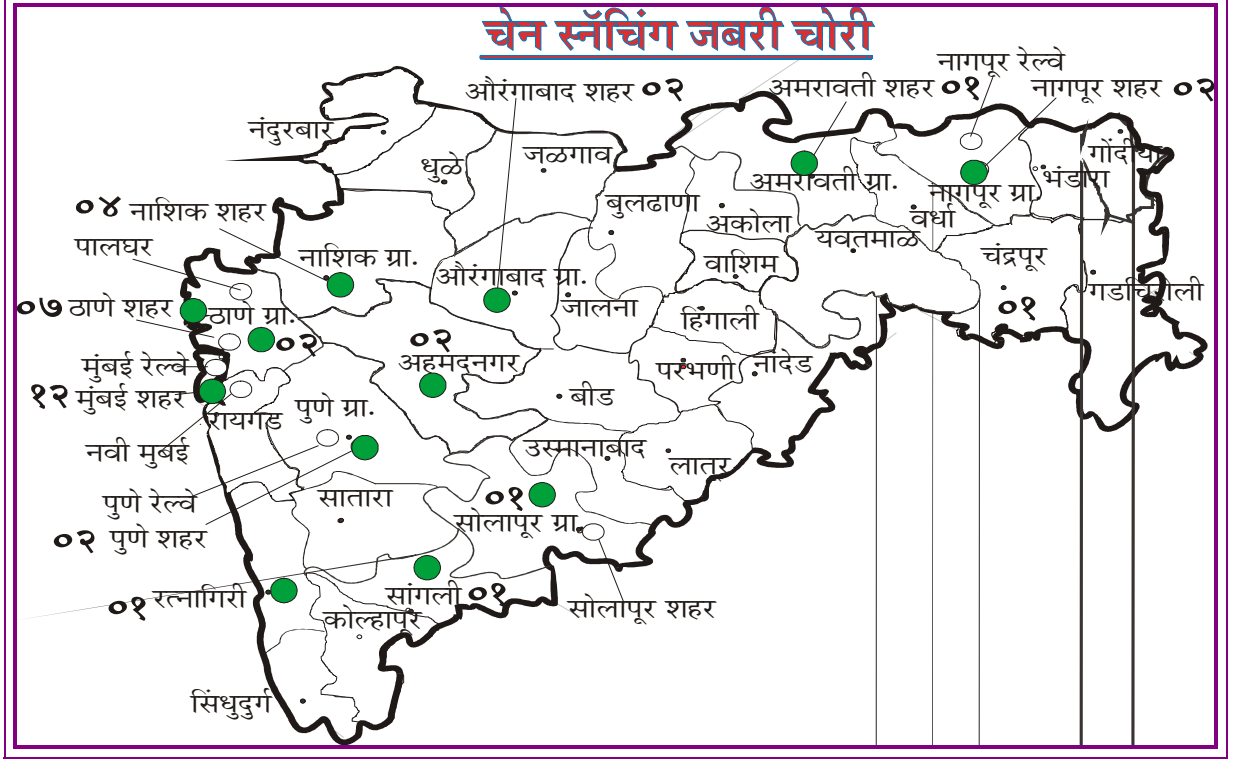 चेन स्नॅचिंग जबरी चोरी
नागपूर रेल्वे
औरंगाबाद शहर ०२
अमरावती शहर ०१
नागपूर शहर ०२
नंदुरबार
धुळे
जळगाव
गोंदीया
भंडारा
अमरावती ग्रा.
नागपूर ग्रा.
०४ नाशिक शहर
बुलढाणा
अकोला
वर्धा
पालघर
नाशिक ग्रा.
यवतमाळ
चंद्रपूर
०१
औरंगाबाद ग्रा.
वाशिम
गडचिरोली
०७ ठाणे शहर
ठाणे ग्रा.
०२
जालना
हिंगाली
०२
अहमदनगर
मुंबई रेल्वे
परभणी
नांदेड
१२ मुंबई शहर
रायगड
पुणे ग्रा.
बीड
नवी मुबई
उस्मानाबाद
लातूर
पुणे रेल्वे
सातारा
०१
सोलापूर ग्रा.
०२ पुणे शहर
०१ रत्नागिरी
सांगली ०१
सोलापूर शहर
कोल्हापूर
सिंधुदुर्ग